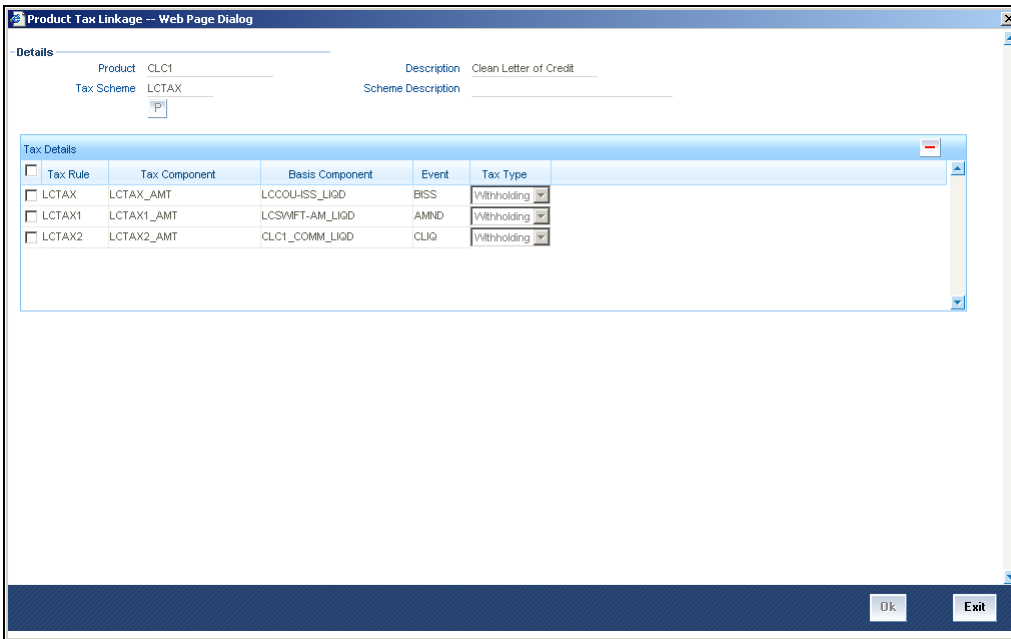 Product Tax Linkage -- Web Page Dialog
Details
Product CLC1 Description Clean Letter of Credit
Tax Scheme LCTAX Scheme Description
P
Tax Details
Tax Rule Tax Component Basis Component Event Tax Type
LCTAX LCTAX_AMT LCCOU-ISS_LIQD BISS Withholding
LCTAX1 LCTAX1_AMT LCSWIFT-AM_LIQD AMND Withholding
LCTAX2 LCTAX2_AMT CLC1_COMM_LIQD CLIQ Withholding
Ok Exit